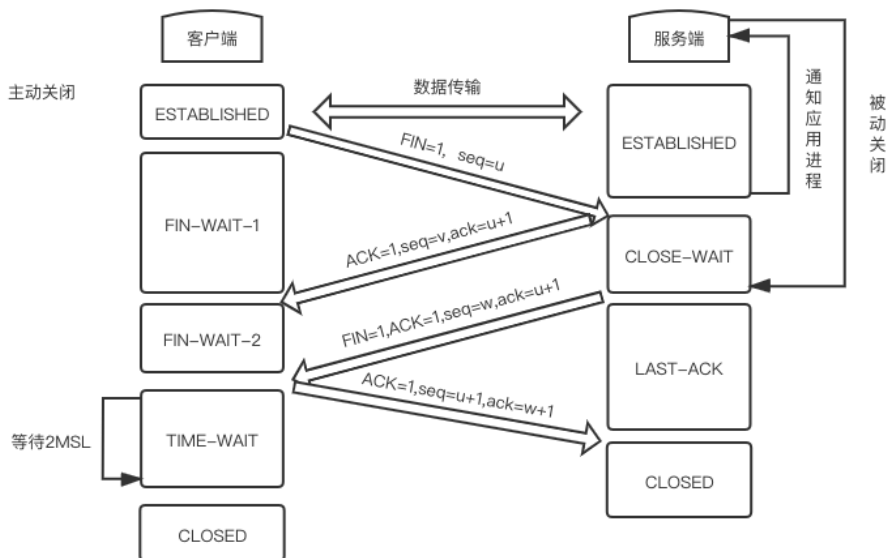 客户端
服务端
主动关闭
数据传输
ESTABLISHED
ESTABLISHED
通知应用进程
被动关闭
FIN=1, seq=u
FIN-WAIT-1
ACK=1,seq=v,ack=u+1
CLOSE-WAIT
FIN=1,ACK=1,seq=w,ack=u+1
FIN-WAIT-2
LAST-ACK
ACK=1,seq=u+1,ack=w+1
等待2MSL
TIME-WAIT
CLOSED
CLOSED